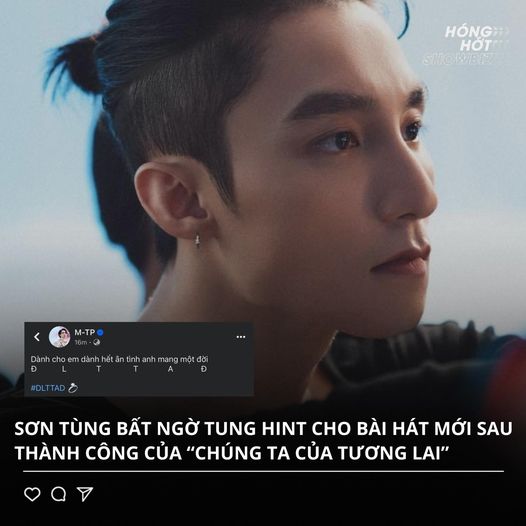 HÓNG
HỚT
SHOWBIZ
M-TP
16m
Dành cho em dành hết ân tình anh mang một đời
Đ L T T A Đ
#DLTTAD 💍
SƠN TÙNG BẤT NGỜ TUNG HINT CHO BÀI HÁT MỚI SAU
THÀNH CÔNG CỦA “CHÚNG TA CỦA TƯƠNG LAI”